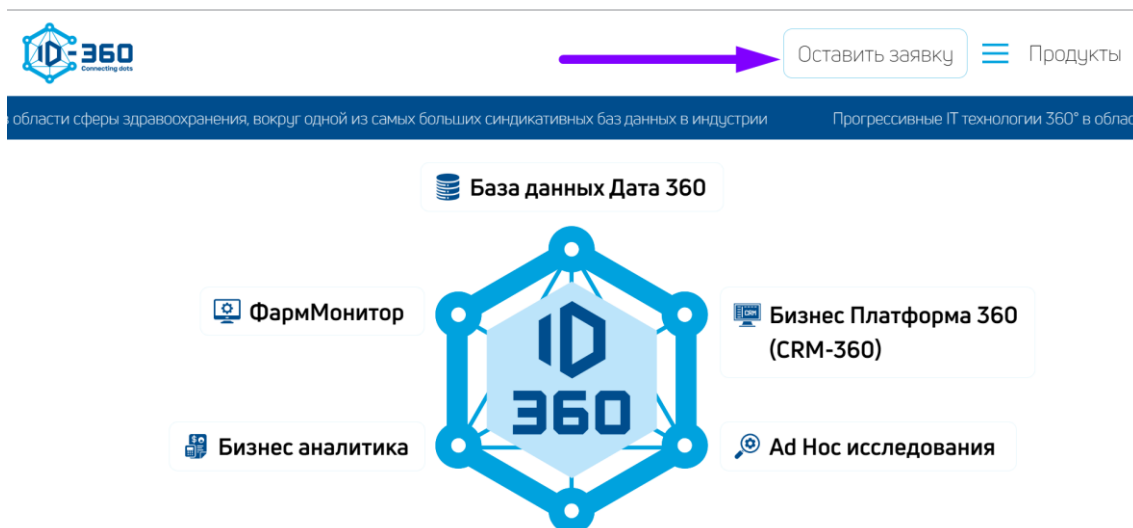 ID-360
Connecting dots
Оставить заявку
Продукты
области сферы здравоохранения, вокруг одной из самых больших синдикативных баз данных в индустрии
Прогрессивные IT технологии 360° в
База данных Дата 360
ФармМонитор
CRM
Бизнес Платформа 360
(CRM-360)
ID
360
Бизнес аналитика
Ad Hoc исследования